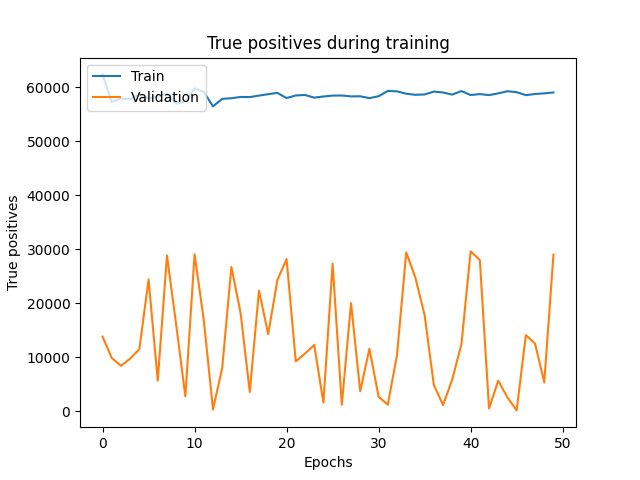 True positives during training
Train
Validation
True positives
60000
50000
40000
30000
20000
10000
0
0 10 20 30 40 50
Epochs